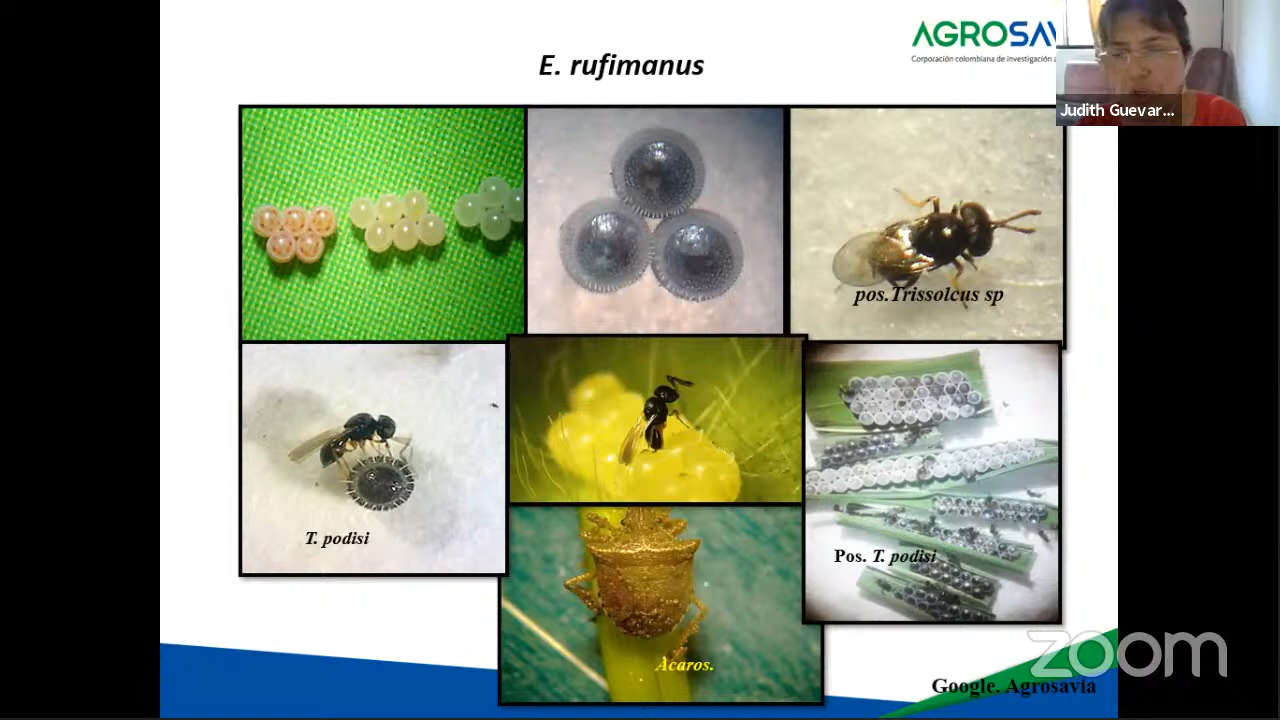 E. rufimanus
AGROSAV
Corporación colombiana de investigación a
Judith Guevar...
pos.Trissolcus sp
T. podisi
Pos. T. podisi
Acaros.
zoom
Google. Agrosavia